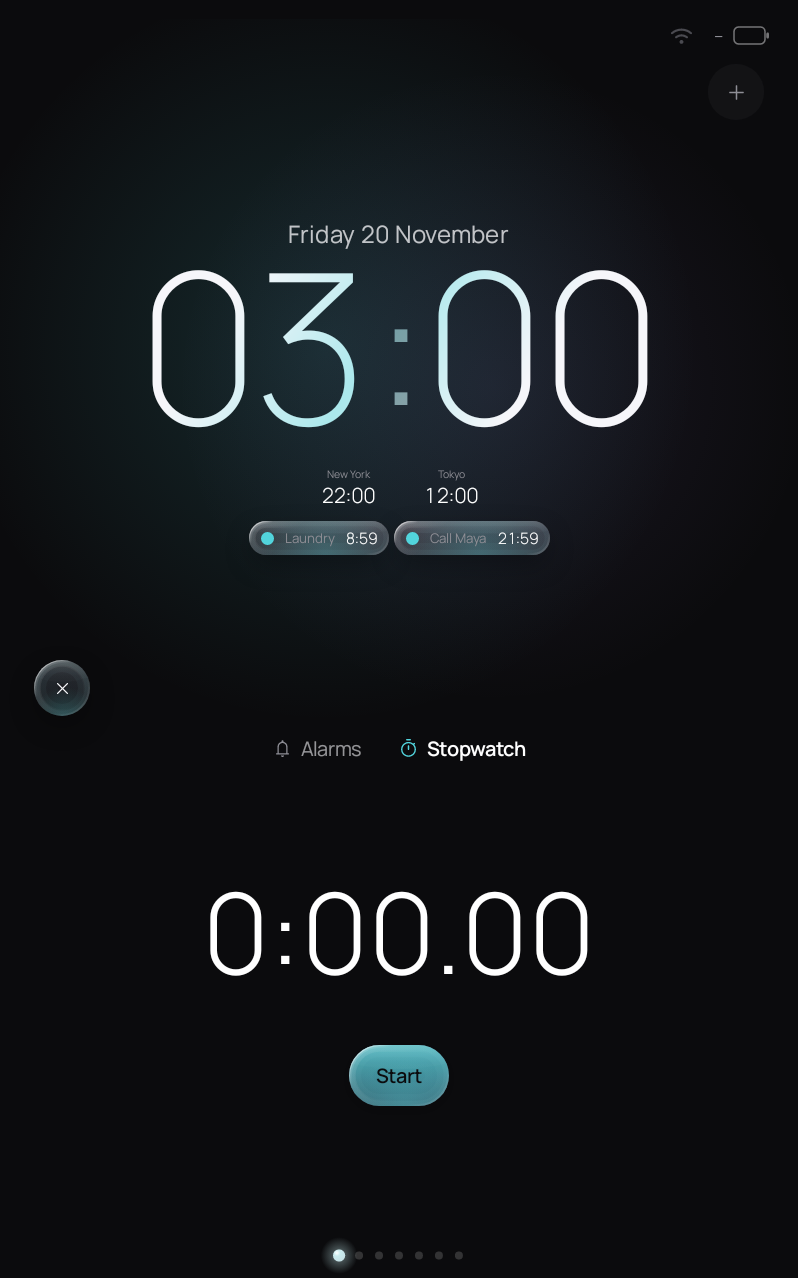 Friday 20 November
03:00
New York Tokyo
22:00 12:00
Laundry 8:59 Call Maya 21:59
Alarms Stopwatch
0:00.00
Start